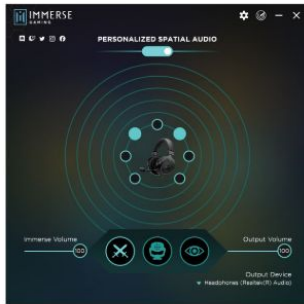 IMMERSE
GAMING
PERSONALIZED SPATIAL AUDIO
Immerse Volume
100
Output Volume
100
Output Device
Headphones (Realtek(R) Audio)